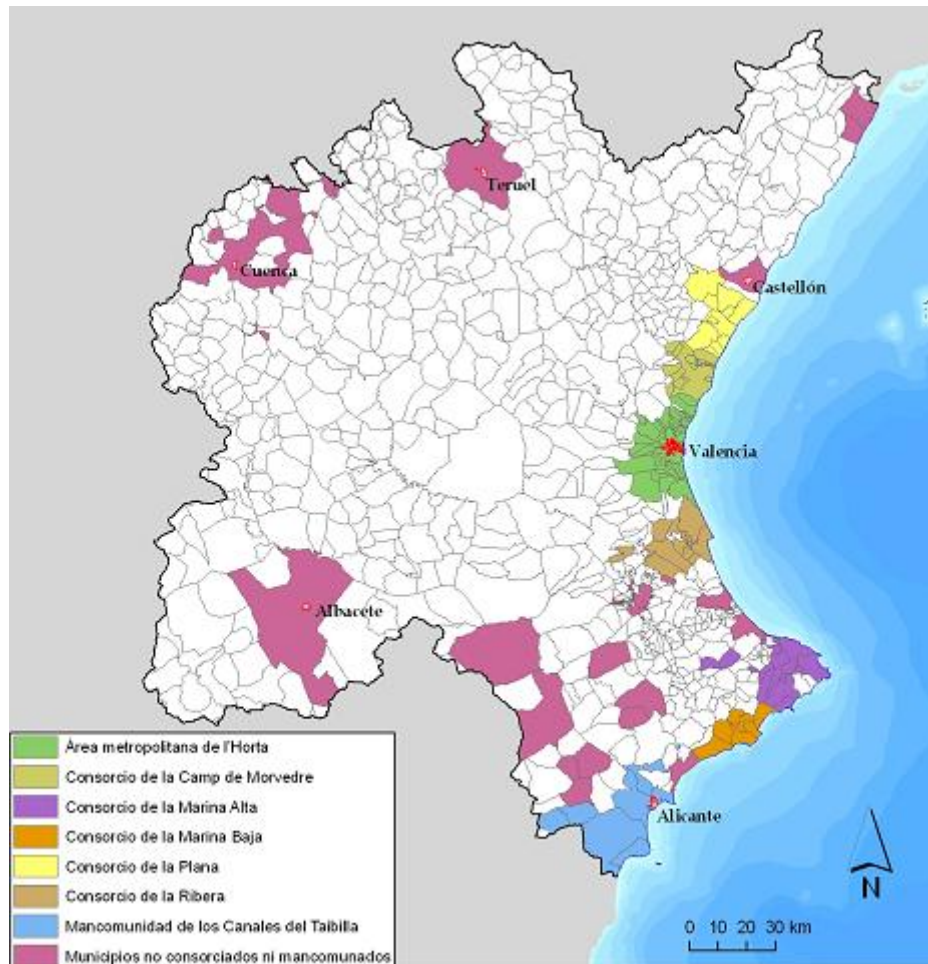 Teruel
Cuenca
Castellón
Valencia
Albacete
Alicante
Área metropolitana de l'Horta
Consorcio de la Camp de Morvedre
Consorcio de la Marina Alta
Consorcio de la Marina Baja
Consorcio de la Plana
Consorcio de la Ribera
Mancomunidad de los Canales del Taibilla
Municipios no consorciados ni mancomunados
N
0 10 20 30 km